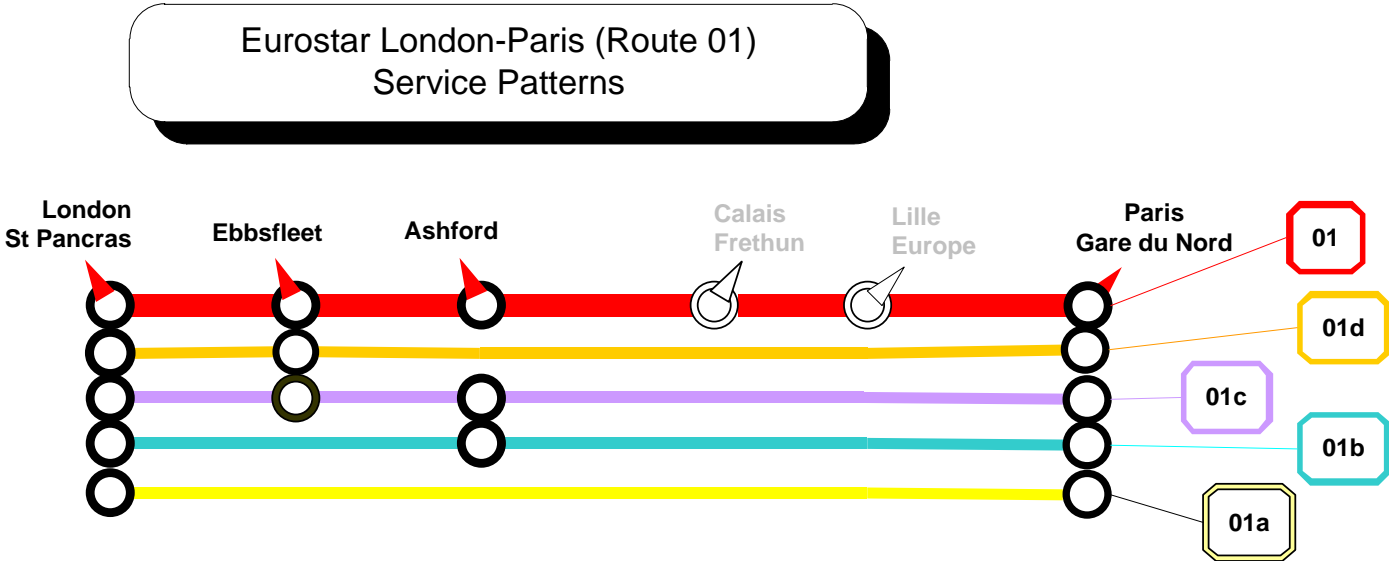 Eurostar London-Paris (Route 01)
Service Patterns
London
St Pancras
Ebbsfleet
Ashford
Calais
Frethun
Lille
Europe
Paris
Gare du Nord
01
01d
01c
01b
01a